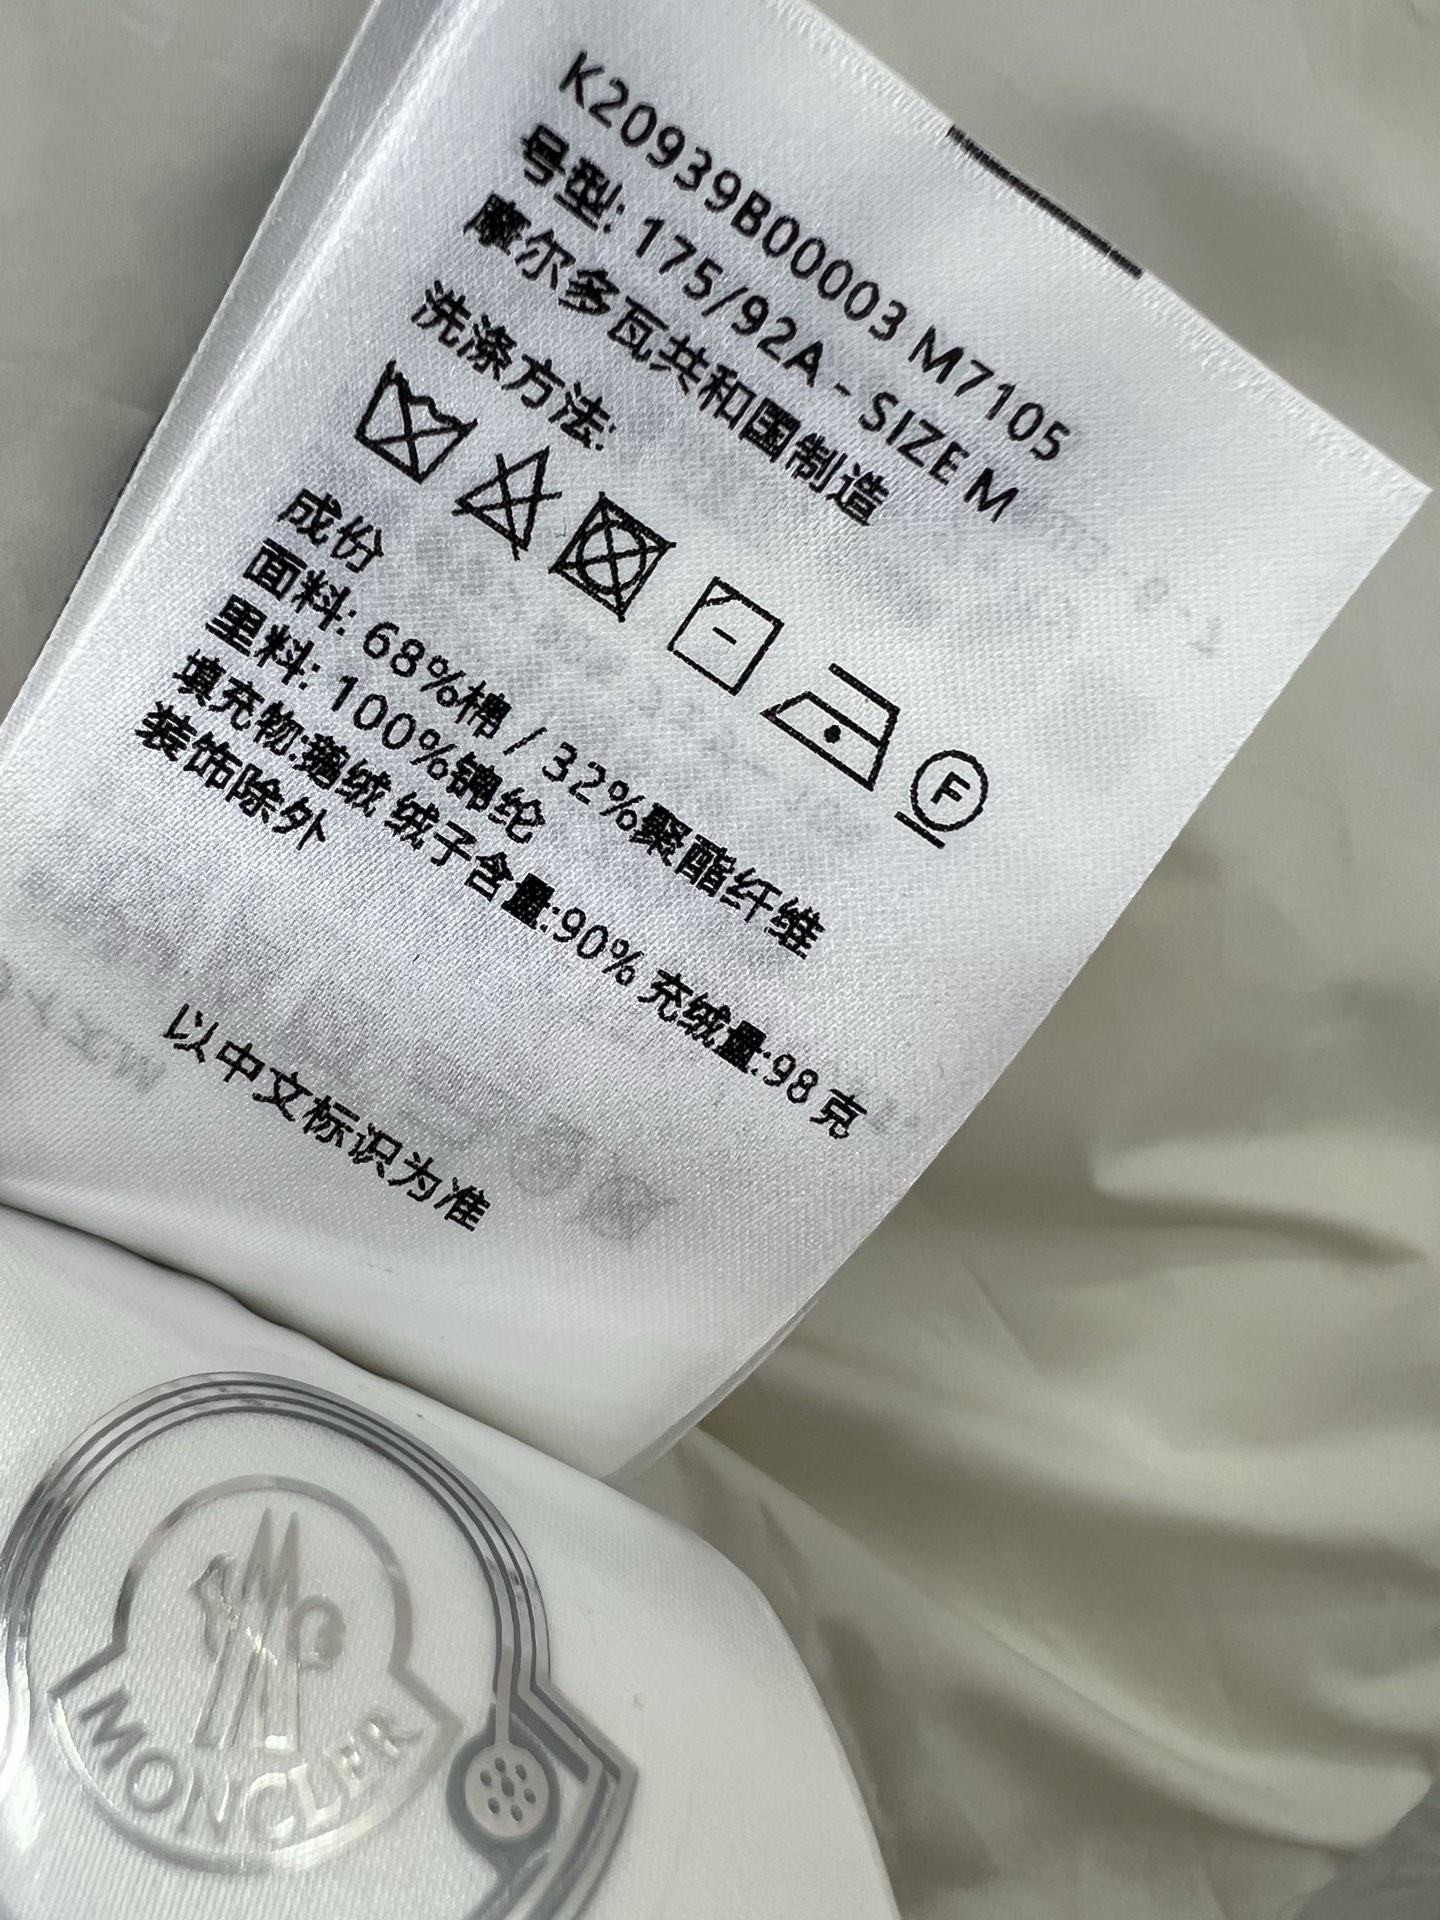 K20939B00003 M7105
号型: 175/92A - SIZE M
摩尔多瓦共和国制造
洗涤方法:
F
成份
面料: 68%棉 / 32%聚酯纤维
里料: 100%锦纶
填充物:鹅绒 绒子含量:90% 充绒量:98 克
装饰除外
以中文标识为准
MONCLER